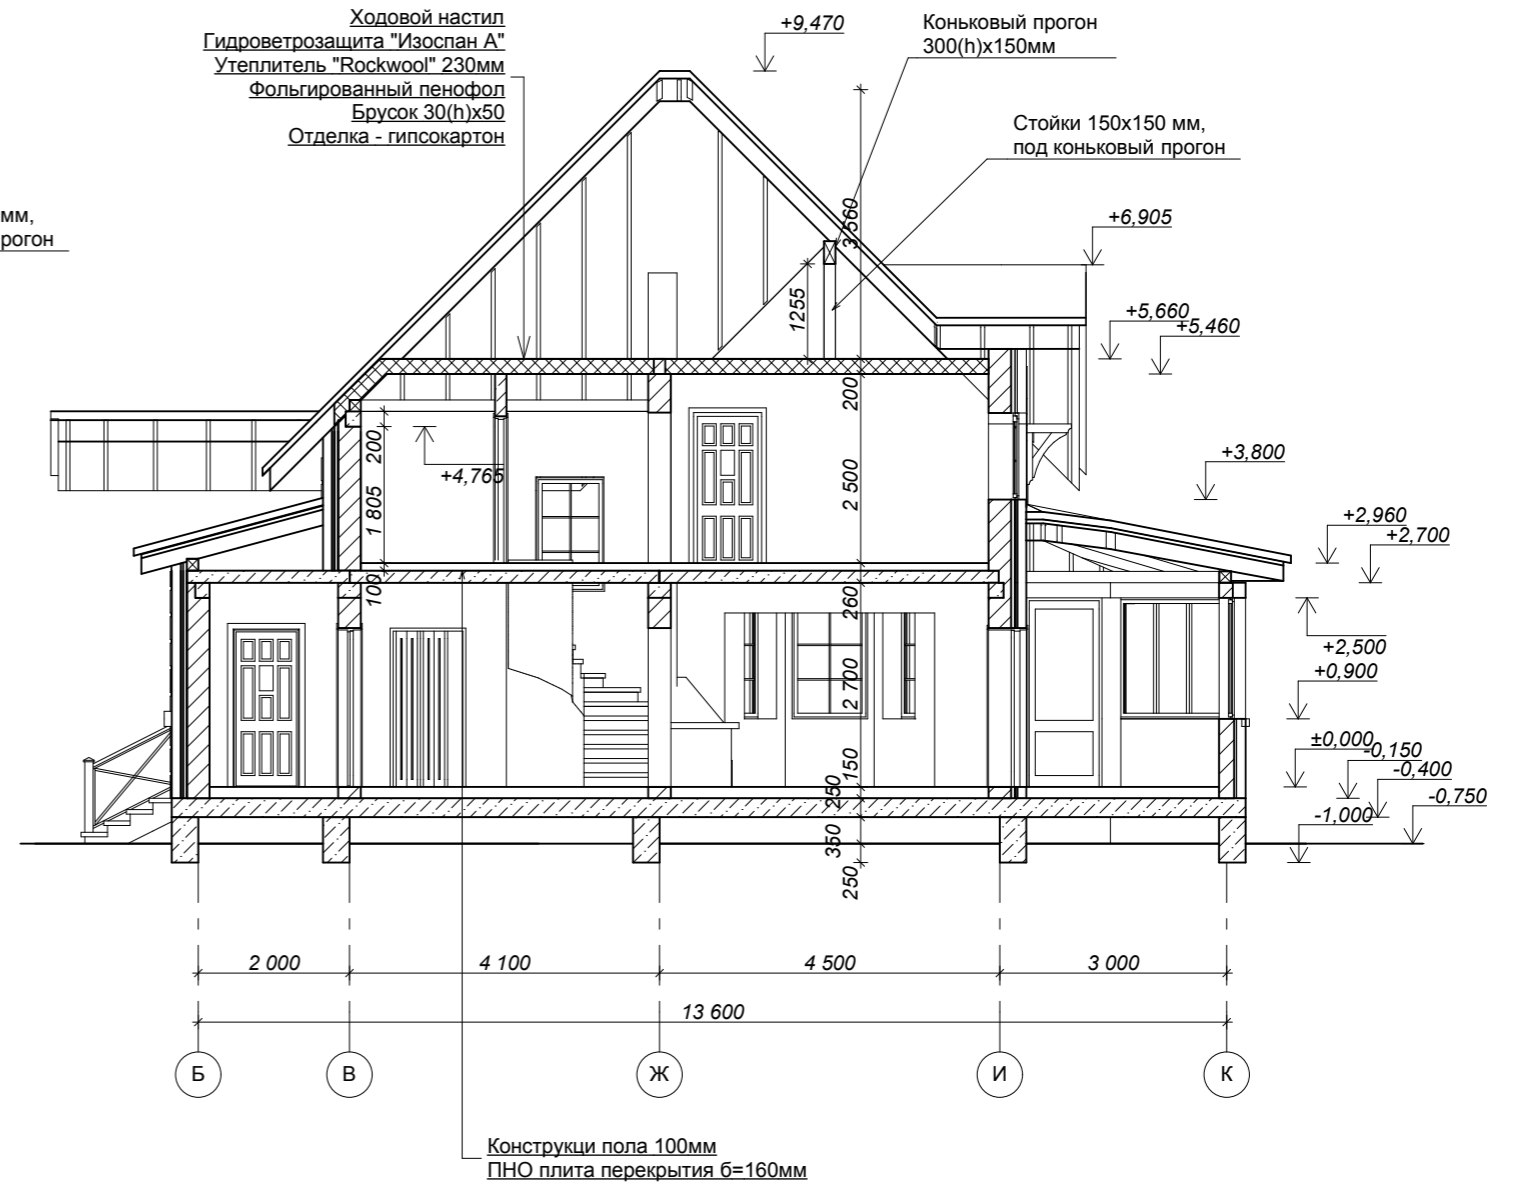 Ходовой настил
Гидроветрозащита "Изоспан А"
Утеплитель "Rockwool" 230мм
Фольгированный пенофол
Брусок 30(h)х50
Отделка - гипсокартон
+9,470
Коньковый прогон
300(h)х150мм
Стойки 150х150 мм,
под коньковый прогон
мм,
рогон
3 560
+6,905
1255
+5,660
+5,460
200
200
+4,765
2 500
1 805
+3,800
+2,960
+2,700
100
260
+2,500
+0,900
2 700
±0,000
-0,150
-0,400
-0,750
-1,000
150
250
350
250
2 000
4 100
4 500
3 000
13 600
Б
В
Ж
И
К
Конструкци пола 100мм
ПНО плита перекрытия б=160мм